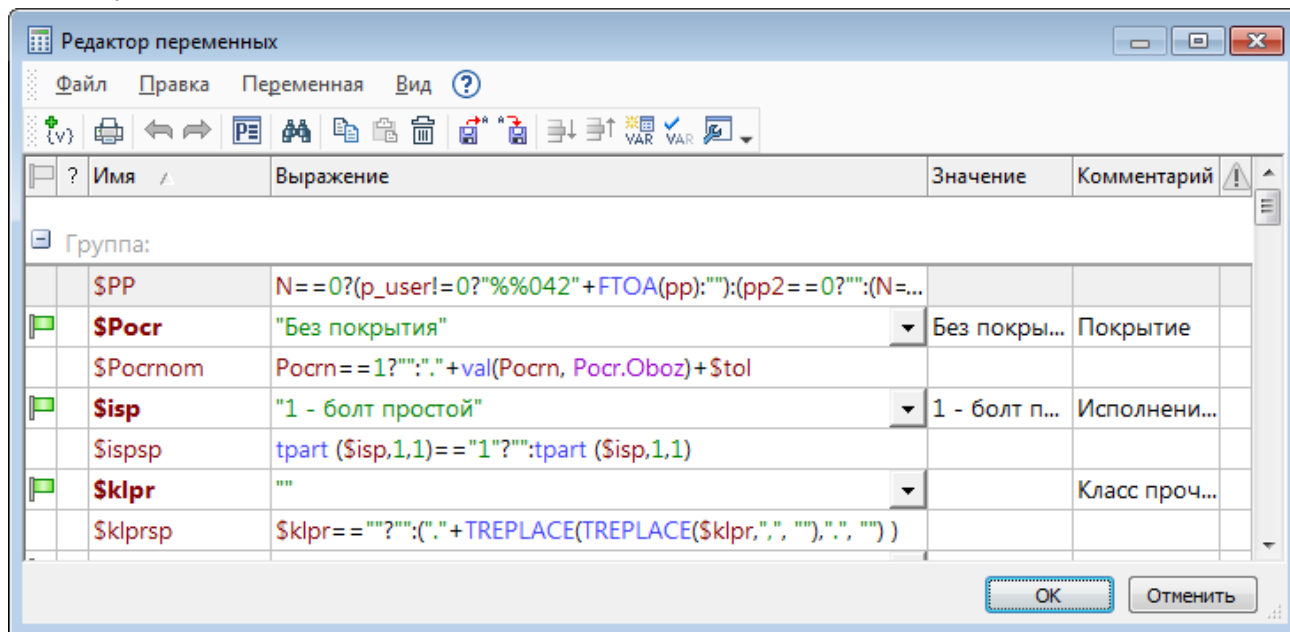 Редактор переменных
Файл Правка Переменная Вид ?
{v} P VAR VAR
? Имя Выражение Значение Комментарий
Группа:
$PP N==0?(p_user!=0?"%%042"+FTOA(pp):""):(pp2==0?"":(N=...
$Pocr "Без покрытия" Без покры... Покрытие
$Pocrnom Pocrn==1?"":"."+val(Pocrn, Pocr.Oboz)+$tol
$isp "1 - болт простой" 1 - болт п... Исполнени...
$ispsp tpart ($isp,1,1)=="1"?"":tpart ($isp,1,1)
$klpr "" Класс проч...
$klprsp $klpr==""?"":("."+TREPLACE(TREPLACE($klpr,",", ""),".", "") )
OK Отменить